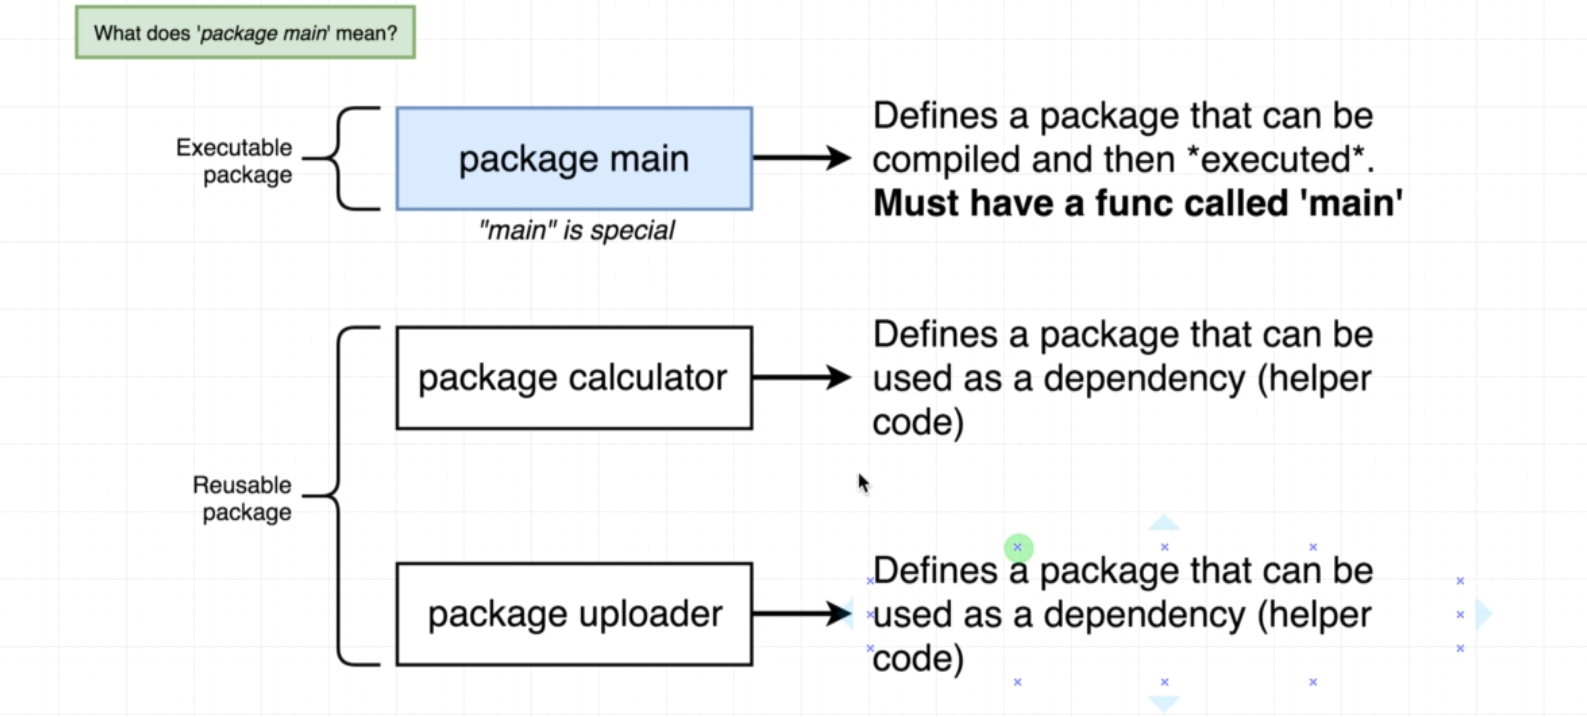 What does 'package main' mean?
Executable
package
package main
"main" is special
Defines a package that can be
compiled and then *executed*.
Must have a func called 'main'
Reusable
package
package calculator
Defines a package that can be
used as a dependency (helper
code)
package uploader
Defines a package that can be
used as a dependency (helper
code)